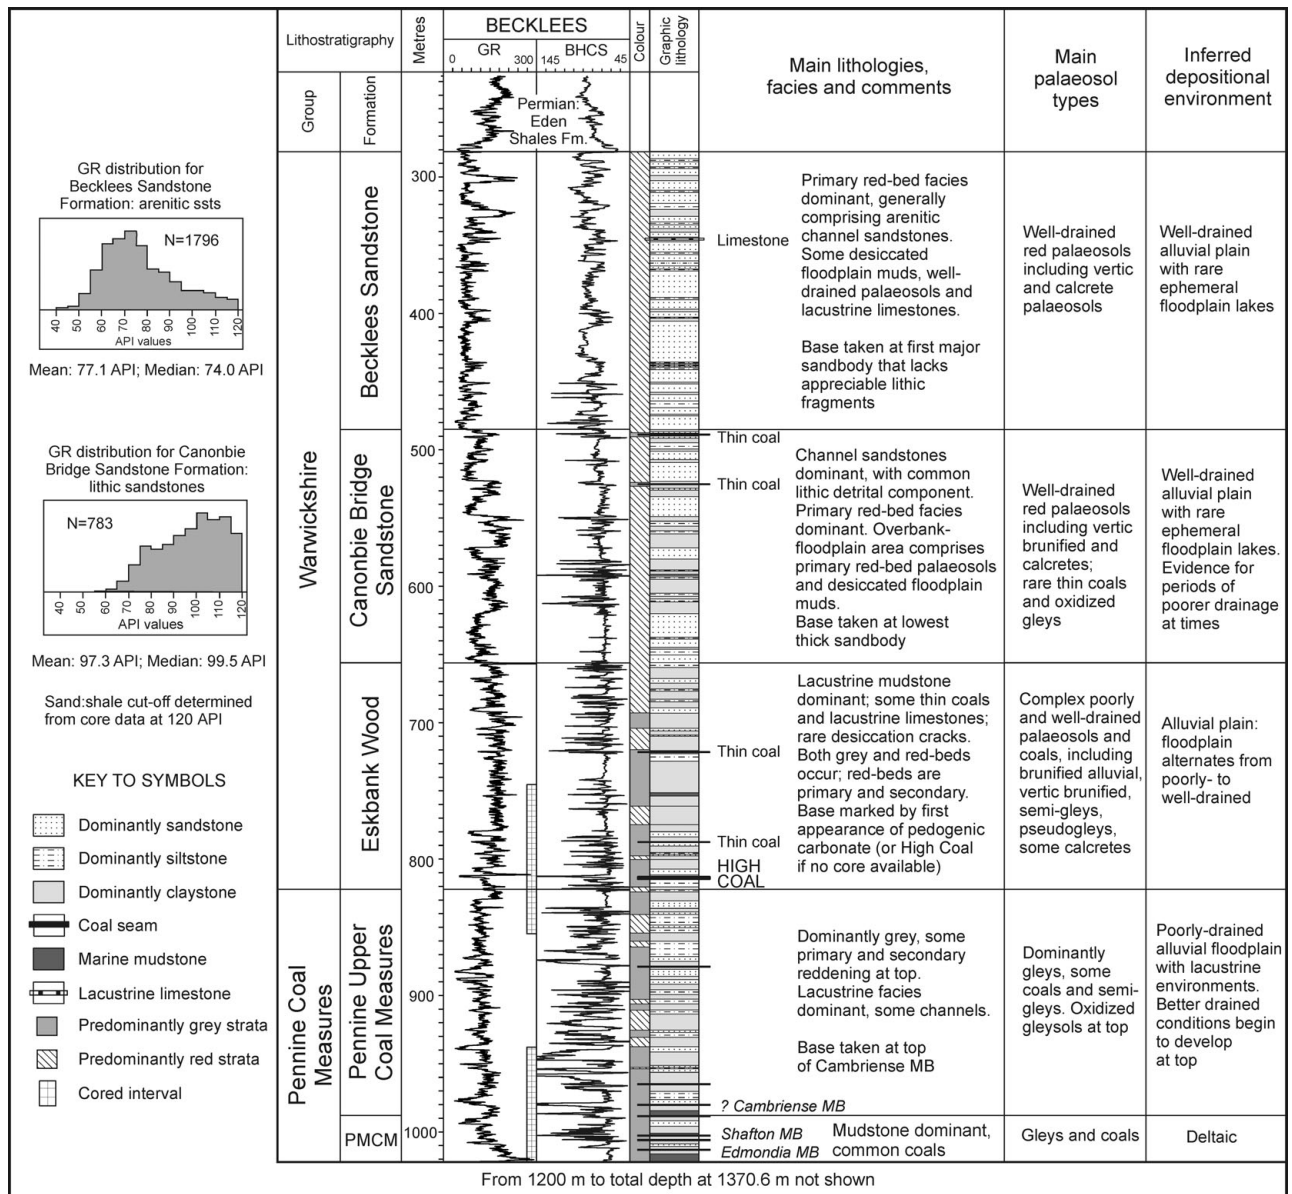 BECKLEES
Lithostratigraphy
Metres
GR
BHCS
0
300
145
45
Colour
Graphic
lithology
Main lithologies,
facies and comments
Main
palaeosol
types
Inferred
depositional
environment
Group
Formation
Permian:
Eden
Shales Fm.
GR distribution for
Becklees Sandstone
Formation: arenitic ssts
N=1796
40
50
60
70
80
90
100
110
120
API values
Mean: 77.1 API; Median: 74.0 API
GR distribution for Canonbie
Bridge Sandstone Formation:
lithic sandstones
N=783
40
50
60
70
80
90
100
110
120
API values
Mean: 97.3 API; Median: 99.5 API
Sand:shale cut-off determined
from core data at 120 API
KEY TO SYMBOLS
Dominantly sandstone
Dominantly siltstone
Dominantly claystone
Coal seam
Marine mudstone
Lacustrine limestone
Predominantly grey strata
Predominantly red strata
Cored interval
Warwickshire
Pennine Coal
Measures
Becklees Sandstone
Canonbie Bridge
Sandstone
Eskbank Wood
Pennine Upper
Coal Measures
PMCM
300
400
500
600
700
800
900
1000
Limestone
Primary red-bed facies
dominant, generally
comprising arenitic
channel sandstones.
Some desiccated
floodplain muds, well-
drained palaeosols and
lacustrine limestones.
Base taken at first major
sandbody that lacks
appreciable lithic
fragments
Well-drained
red palaeosols
including vertic
and calcrete
palaeosols
Well-drained
alluvial plain
with rare
ephemeral
floodplain lakes
Thin coal
Thin coal
Channel sandstones
dominant, with common
lithic detrital component.
Primary red-bed facies
dominant. Overbank-
floodplain area comprises
primary red-bed palaeosols
and desiccated floodplain
muds.
Base taken at lowest
thick sandbody
Well-drained
red palaeosols
including vertic
brunified and
calcretes;
rare thin coals
and oxidized
gleys
Well-drained
alluvial plain
with rare
ephemeral
floodplain lakes.
Evidence for
periods of
poorer drainage
at times
Thin coal
Thin coal
HIGH
COAL
Lacustrine mudstone
dominant; some thin coals
and lacustrine limestones;
rare desiccation cracks.
Both grey and red-beds
occur; red-beds are
primary and secondary.
Base marked by first
appearance of pedogenic
carbonate (or High Coal
if no core available)
Complex poorly
and well-drained
palaeosols and
coals, including
brunified alluvial,
vertic brunified,
semi-gleys,
pseudogleys,
some calcretes
Alluvial plain:
floodplain
alternates from
poorly- to
well-drained
Dominantly grey, some
primary and secondary
reddening at top.
Lacustrine facies
dominant, some channels.
Base taken at top
of Cambriense MB
? Cambriense MB
Dominantly
gleys, some
coals and semi-
gleys. Oxidized
gleysols at top
Poorly-drained
alluvial floodplain
with lacustrine
environments.
Better drained
conditions begin
to develop
at top
Shafton MB
Edmondia MB
Mudstone dominant,
common coals
Gleys and coals
Deltaic
From 1200 m to total depth at 1370.6 m not shown